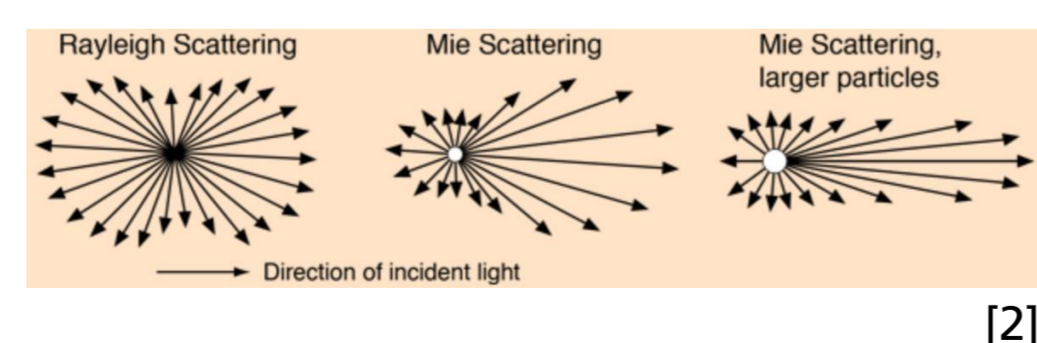 Rayleigh Scattering
Mie Scattering
Mie Scattering,
larger particles
Direction of incident light
[2]